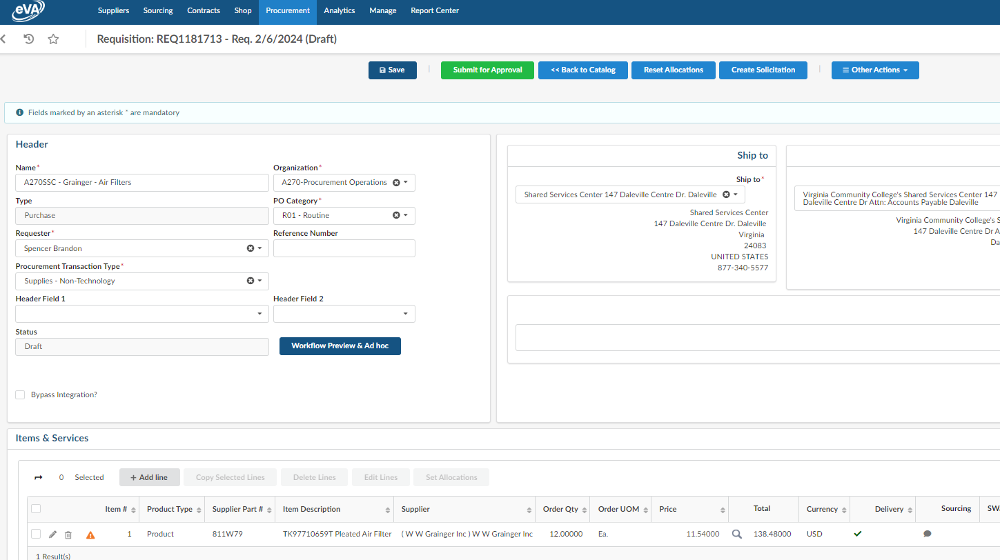 eVA
Suppliers Sourcing Contracts Shop Procurement Analytics Manage Report Center
Requisition: REQ1181713 - Req. 2/6/2024 (Draft)
Save Submit for Approval << Back to Catalog Reset Allocations Create Solicitation Other Actions
Fields marked by an asterisk * are mandatory
Header
Name* Organization*
A270SSC - Grainger - Air Filters A270-Procurement Operations
Type PO Category*
Purchase R01 - Routine
Requester* Reference Number
Spencer Brandon
Procurement Transaction Type*
Supplies - Non-Technology
Header Field 1 Header Field 2
Status
Draft Workflow Preview & Ad hoc
Bypass Integration?
Ship to
Ship to*
Shared Services Center 147 Daleville Centre Dr. Daleville
Shared Services Center
147 Daleville Centre Dr. Daleville
Virginia
24083
UNITED STATES
877-340-5577
Virginia Community College's Shared Services Center 147
Daleville Centre Dr Attn: Accounts Payable Daleville
Virginia Community College's S
147 Daleville Centre Dr A
Da
Items & Services
0 Selected + Add line Copy Selected Lines Delete Lines Edit Lines Set Allocations
Item # Product Type Supplier Part # Item Description Supplier Order Qty Order UOM Price Total Currency Delivery Sourcing SW
1 Product 811W79 TK97710659T Pleated Air Filter ( W W Grainger Inc ) W W Grainger Inc 12.00000 Ea. 11.54000 138.48000 USD
1 Result(s)